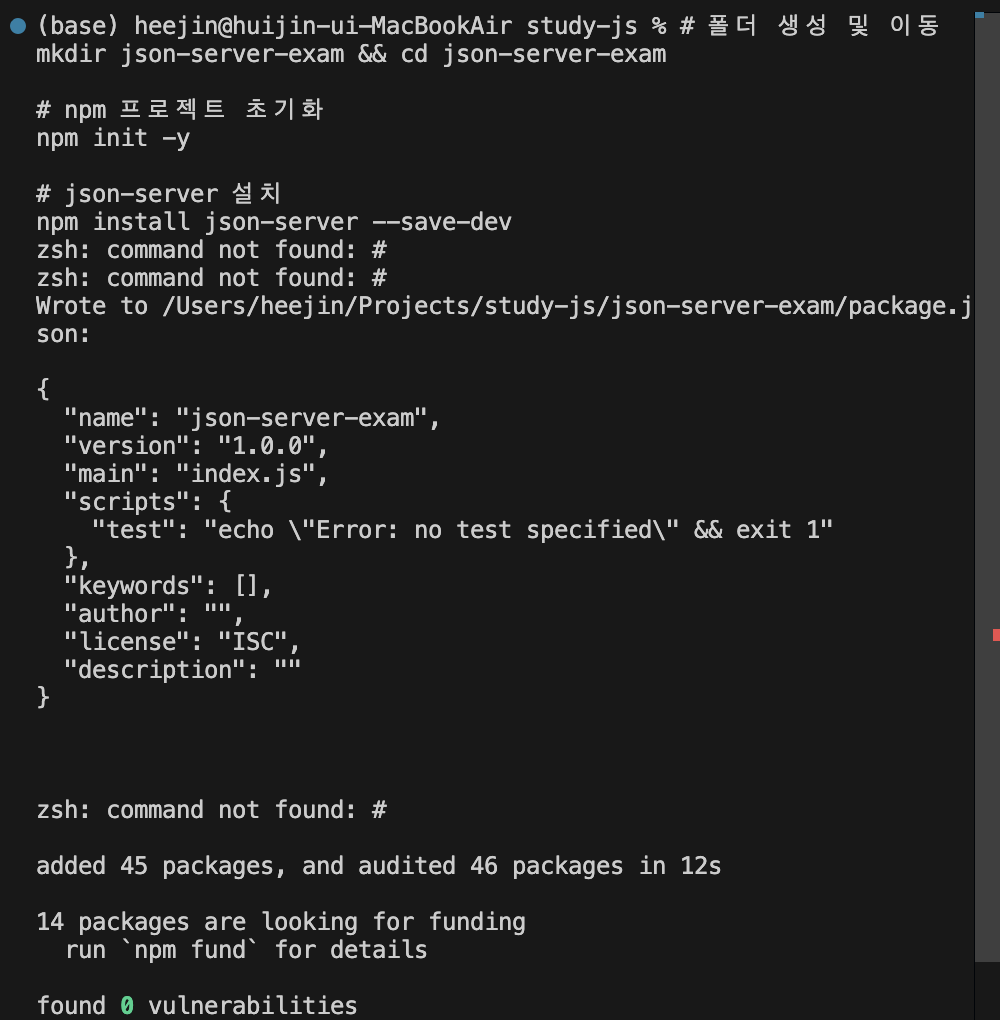 (base) heejin@huijin-ui-MacBookAir study-js % # 폴더 생성 및 이동
mkdir json-server-exam && cd json-server-exam
# npm 프로젝트 초기화
npm init -y
# json-server 설치
npm install json-server --save-dev
zsh: command not found: #
zsh: command not found: #
Wrote to /Users/heejin/Projects/study-js/json-server-exam/package.j
son:
{
  "name": "json-server-exam",
  "version": "1.0.0",
  "main": "index.js",
  "scripts": {
    "test": "echo \"Error: no test specified\" && exit 1"
  },
  "keywords": [],
  "author": "",
  "license": "ISC",
  "description": ""
}
zsh: command not found: #
added 45 packages, and audited 46 packages in 12s
14 packages are looking for funding
  run `npm fund` for details
found 0 vulnerabilities